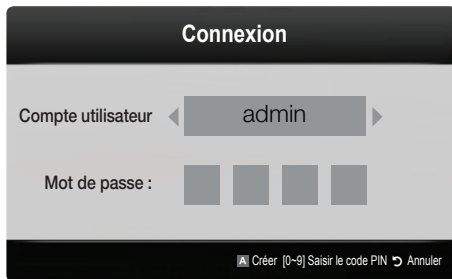 Connexion
Compte utilisateur admin
Mot de passe :
A Créer [0~9] Saisir le code PIN Annuler